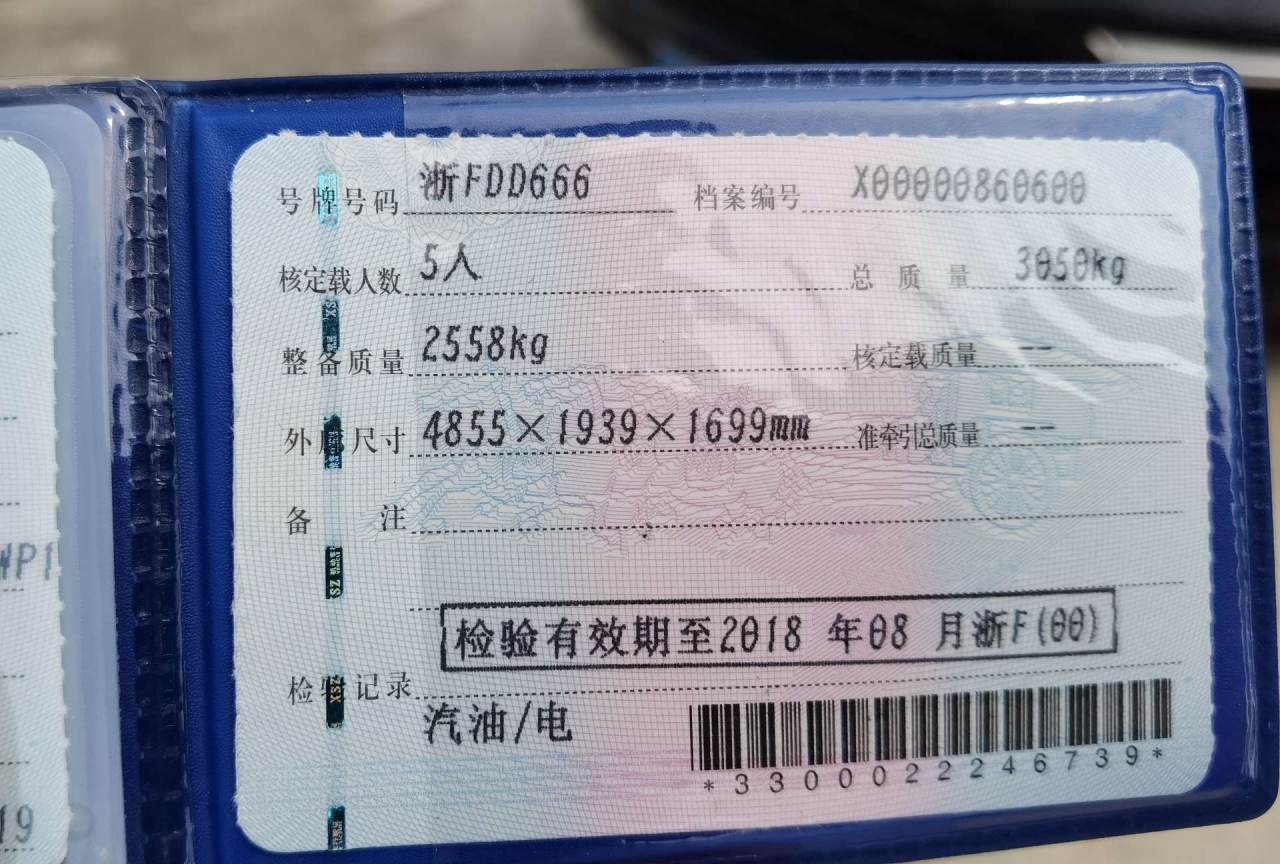 号牌号码 浙FDD666 档案编号 X00000860600
核定载人数 5人 总质量 3050kg
整备质量 2558kg 核定载质量 --
外廓尺寸 4855×1939×1699mm 准牵引总质量 --
备注
检验有效期至2018 年08 月浙F(00)
检验记录
汽油/电
*3300022246739*
WP1
19
XSZ